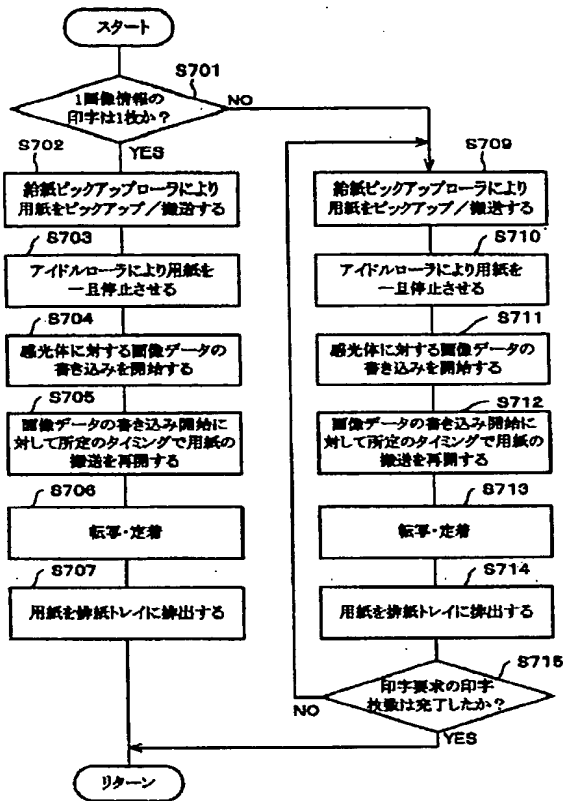 スタート
S701
1画像情報の
印字は1枚か?
NO
YES
S702
給紙ピックアップローラにより
用紙をピックアップ/搬送する
S703
アイドルローラにより用紙を
一旦停止させる
S704
感光体に対する画像データの
書き込みを開始する
S705
画像データの書き込み開始に
対して所定のタイミングで用紙の
搬送を再開する
S706
転写・定着
S707
用紙を排紙トレイに排出する
S709
給紙ピックアップローラにより
用紙をピックアップ/搬送する
S710
アイドルローラにより用紙を
一旦停止させる
S711
感光体に対する画像データの
書き込みを開始する
S712
画像データの書き込み開始に
対して所定のタイミングで用紙の
搬送を再開する
S713
転写・定着
S714
用紙を排紙トレイに排出する
S715
印字要求の印字
枚数は完了したか?
NO
YES
リターン